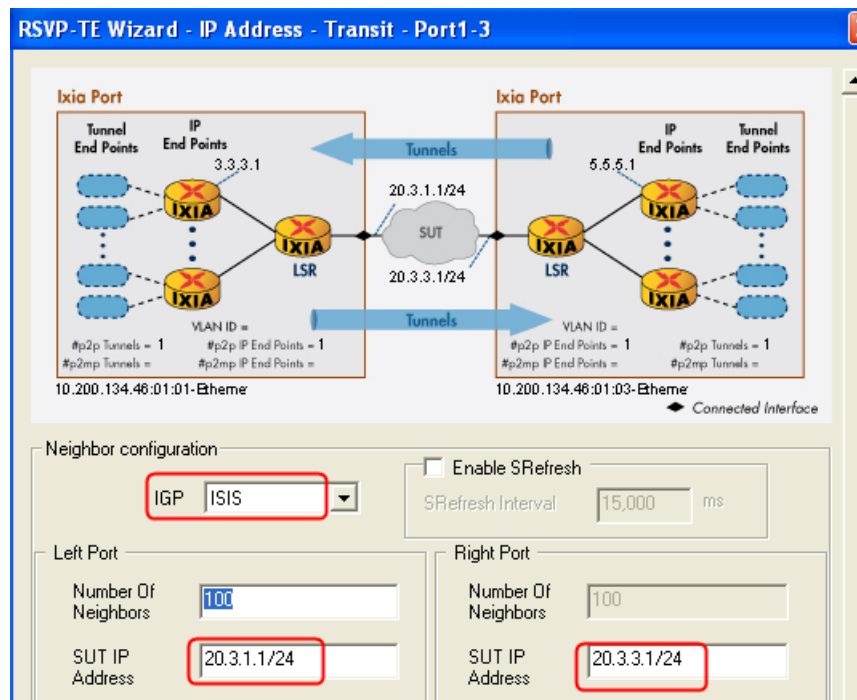 RSVP-TE Wizard - IP Address - Transit - Port1-3
Ixia Port
Ixia Port
Tunnel End Points
IP End Points
3.3.3.1
Tunnels
5.5.5.1
IP End Points
Tunnel End Points
20.3.1.1/24
IXIA
IXIA
IXIA
LSR
SUT
IXIA
LSR
IXIA
IXIA
20.3.3.1/24
Tunnels
VLAN ID =
#p2p Tunnels = 1
#p2p IP End Points = 1
#p2mp Tunnels =
#p2mp IP End Points =
VLAN ID =
#p2p IP End Points = 1
#p2p Tunnels = 1
#p2mp IP End Points =
#p2mp Tunnels =
10.200.134.46:01:01-Etherne
10.200.134.46:01:03-Etherne
Connected Interface
Neighbor configuration
IGP ISIS
Enable SRefresh
SRefresh Interval 15,000 ms
Left Port
Number Of Neighbors 100
SUT IP Address 20.3.1.1/24
Right Port
Number Of Neighbors 100
SUT IP Address 20.3.3.1/24